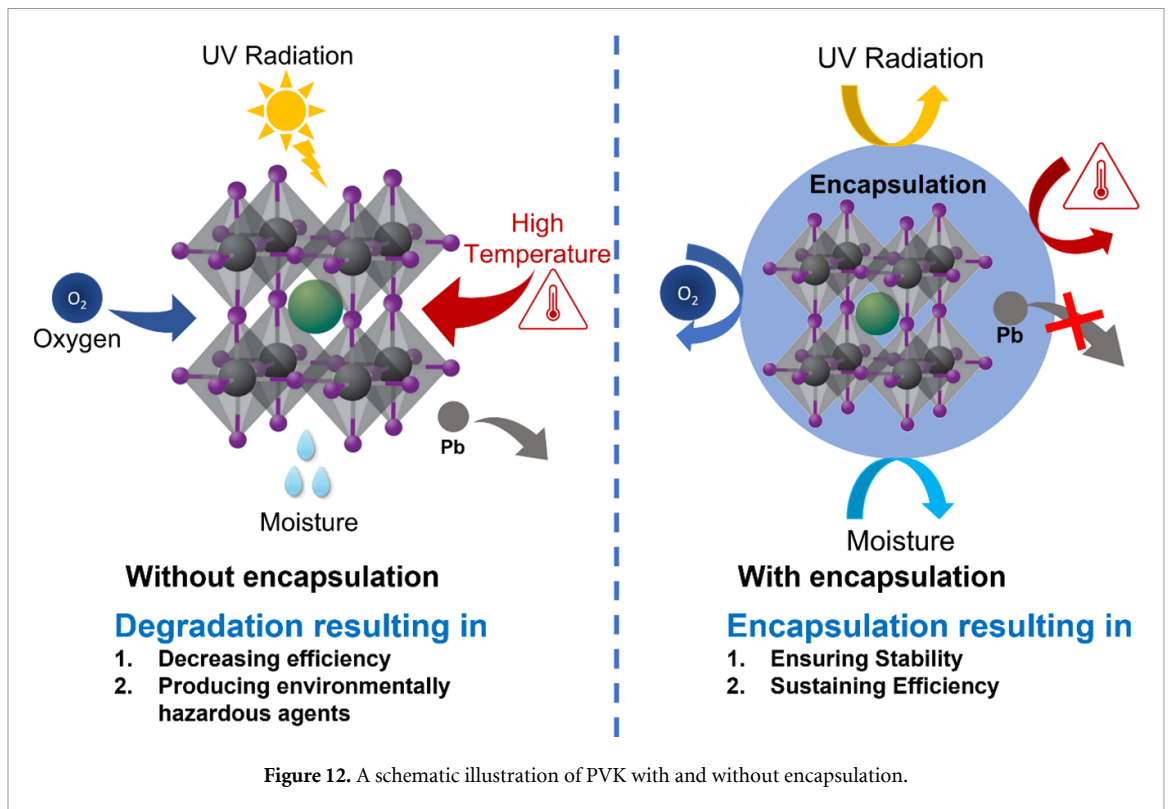 UV Radiation
High
Temperature
O2
Oxygen
Pb
Moisture
Without encapsulation
Degradation resulting in
1. Decreasing efficiency
2. Producing environmentally
hazardous agents
UV Radiation
Encapsulation
O2
Pb
Moisture
With encapsulation
Encapsulation resulting in
1. Ensuring Stability
2. Sustaining Efficiency
Figure 12. A schematic illustration of PVK with and without encapsulation.